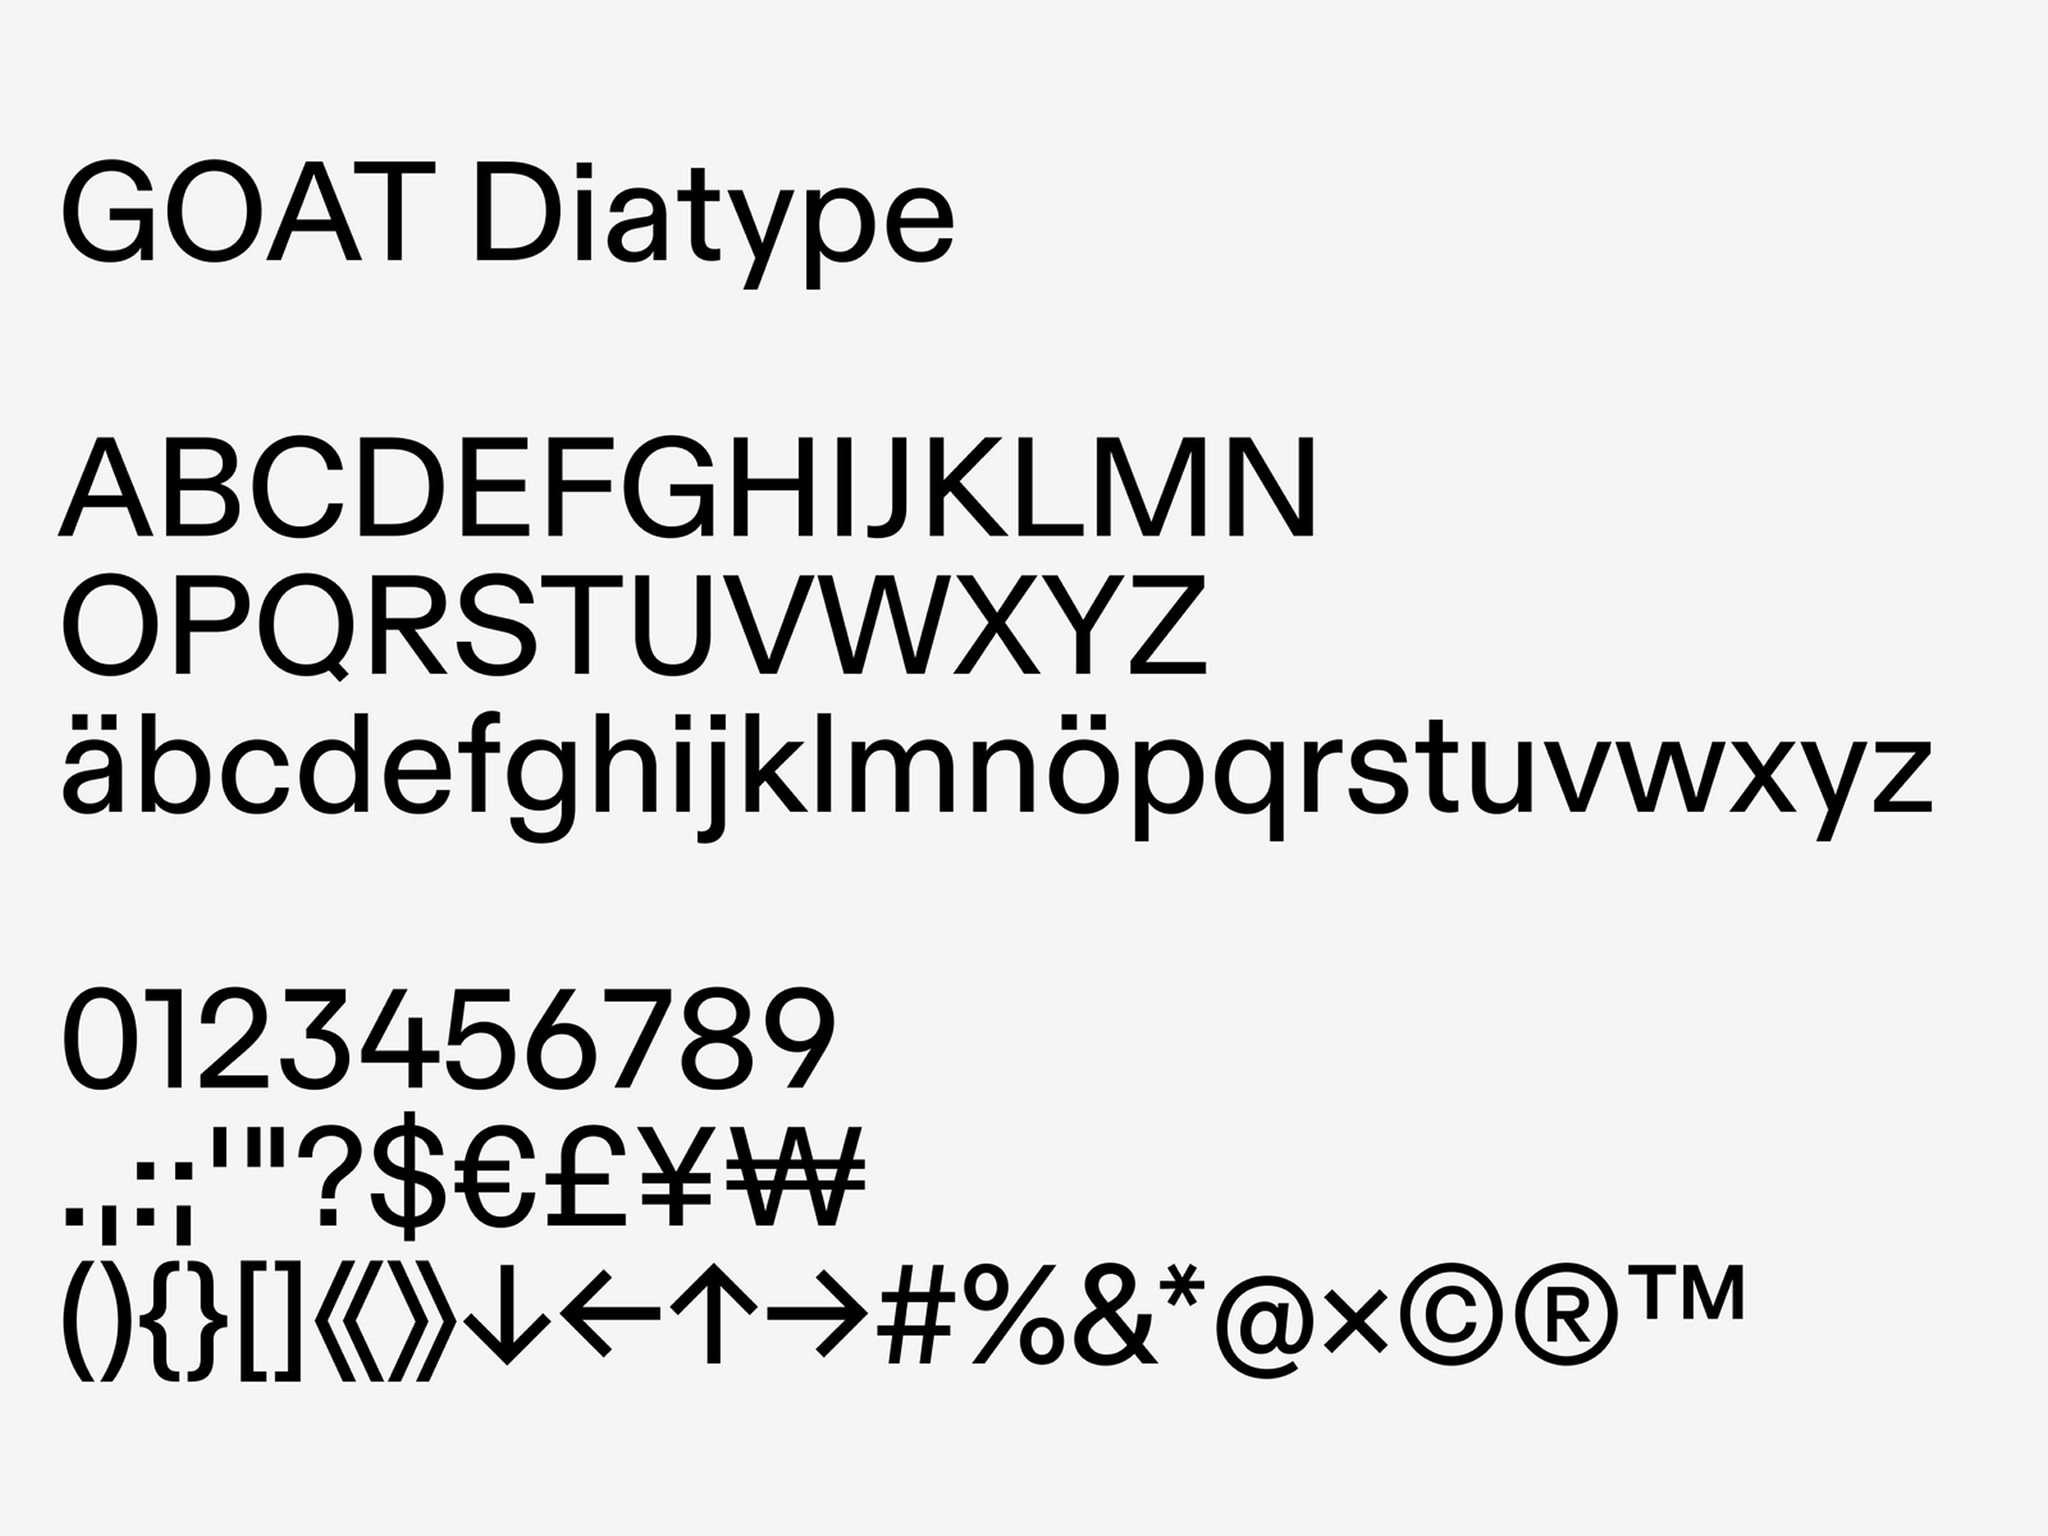 GOAT Diatype
ABCDEFGHIJKLMN
OPQRSTUVWXYZ
äbcdefghijklmnöpqrstuvwxyz
0123456789
.,:;'"?$€£¥₩
(){}[]《》↓←↑→#%&*@×©®™